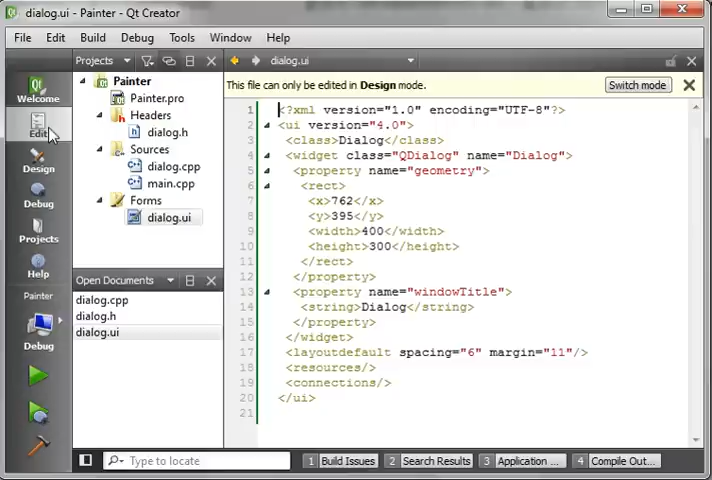 dialog.ui - Painter - Qt Creator
File Edit Build Debug Tools Window Help
Projects
dialog.ui
Welcome
Edit
Design
Debug
Projects
Help
Painter
Debug
Painter
Painter.pro
Headers
dialog.h
Sources
dialog.cpp
main.cpp
Forms
dialog.ui
Open Documents
dialog.cpp
dialog.h
dialog.ui
This file can only be edited in Design mode.
Switch mode
1 <?xml version="1.0" encoding="UTF-8"?>
2 <ui version="4.0">
3 <class>Dialog</class>
4 <widget class="QDialog" name="Dialog">
5 <property name="geometry">
6 <rect>
7 <x>762</x>
8 <y>395</y>
9 <width>400</width>
10 <height>300</height>
11 </rect>
12 </property>
13 <property name="windowTitle">
14 <string>Dialog</string>
15 </property>
16 </widget>
17 <layoutdefault spacing="6" margin="11"/>
18 <resources/>
19 <connections/>
20 </ui>
21
Type to locate
1 Build Issues 2 Search Results 3 Application ... 4 Compile Out...